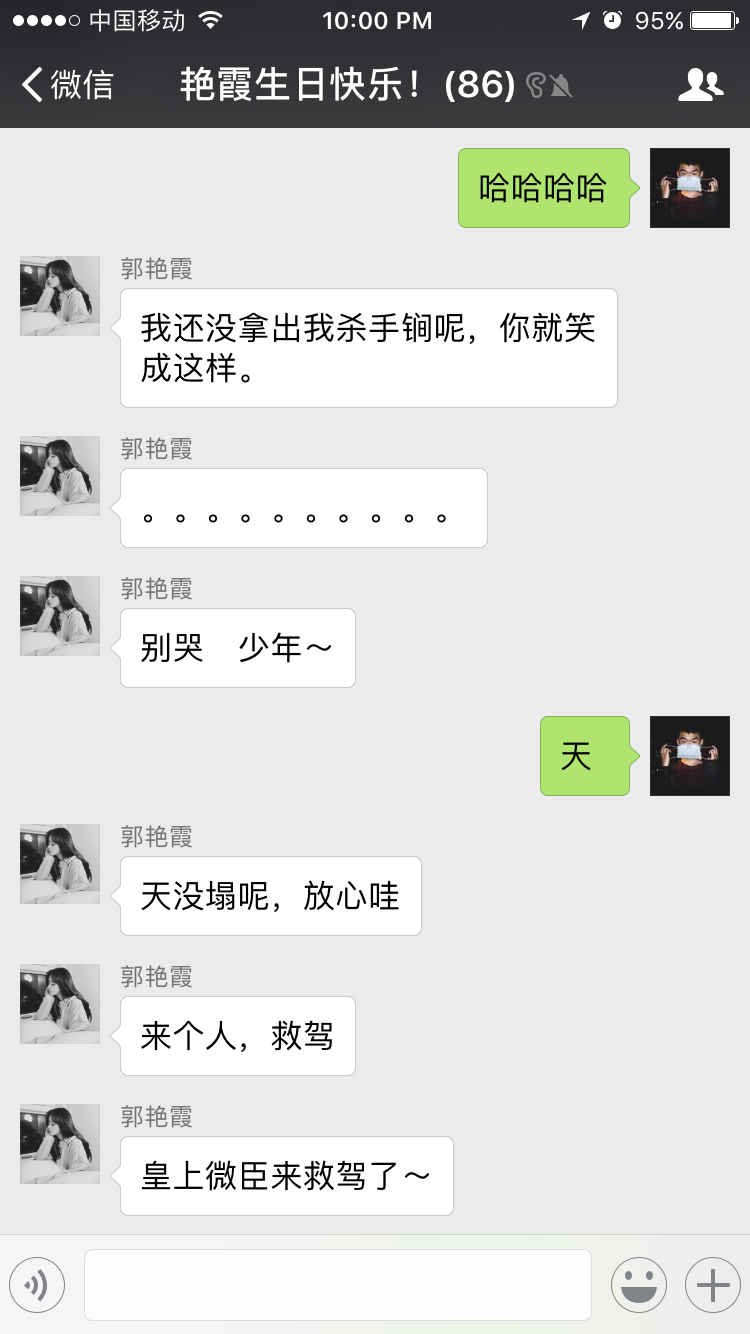 中国移动 10:00 PM 95%
微信 艳霞生日快乐！(86)
哈哈哈哈
郭艳霞
我还没拿出我杀手锏呢，你就笑
成这样。
郭艳霞
。。。。。。。。。。
郭艳霞
别哭　少年～
天
郭艳霞
天没塌呢，放心哇
郭艳霞
来个人，救驾
郭艳霞
皇上微臣来救驾了～